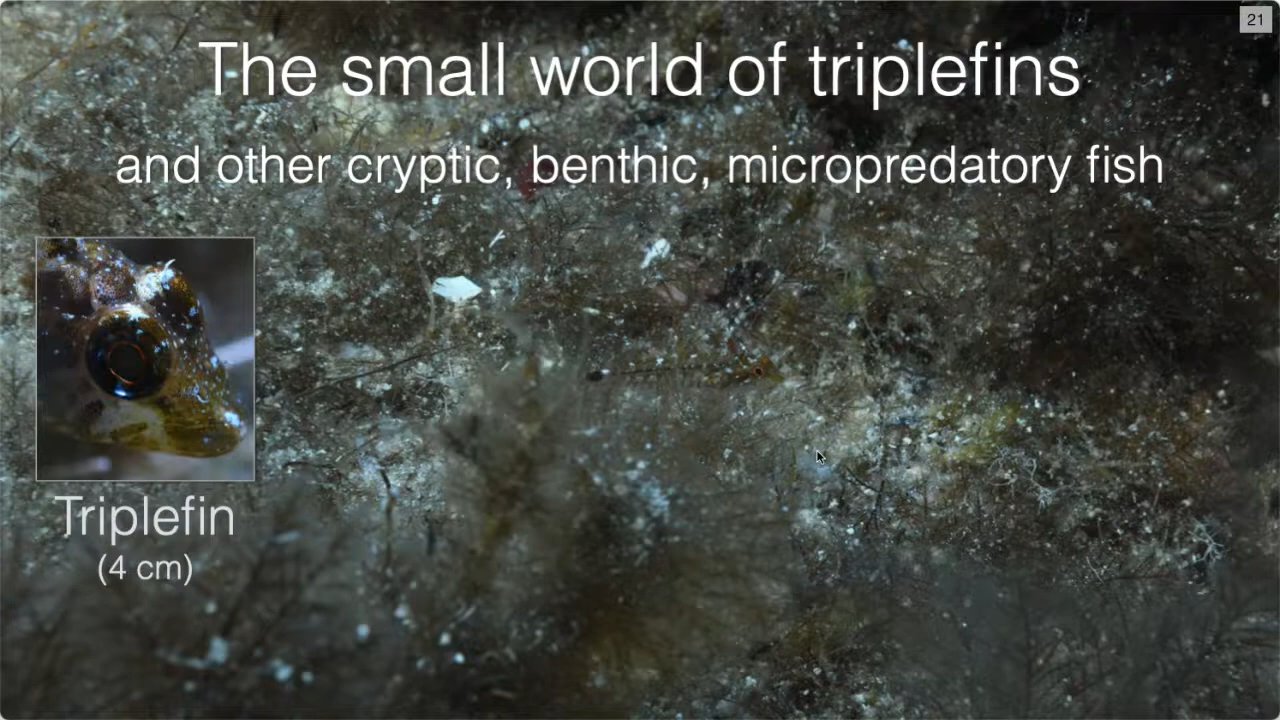 21
The small world of triplefins
and other cryptic, benthic, micropredatory fish
Triplefin
(4 cm)